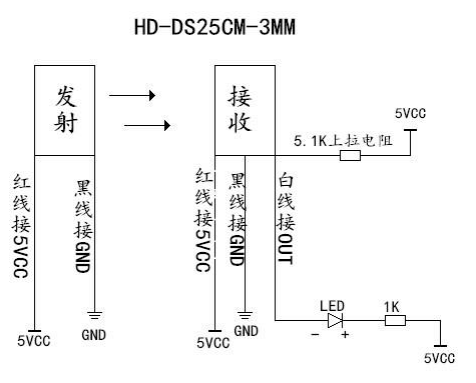 HD-DS25CM-3MM
发射
接收
5.1K上拉电阻
5VCC
红线接5VCC
黑线接GND
红线接5VCC
黑线接GND
白线接OUT
5VCC
GND
5VCC
GND
LED
- +
1K
5VCC